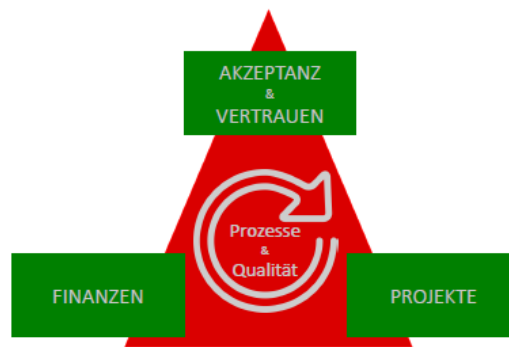 AKZEPTANZ
&
VERTRAUEN
Prozesse
&
Qualität
FINANZEN
PROJEKTE